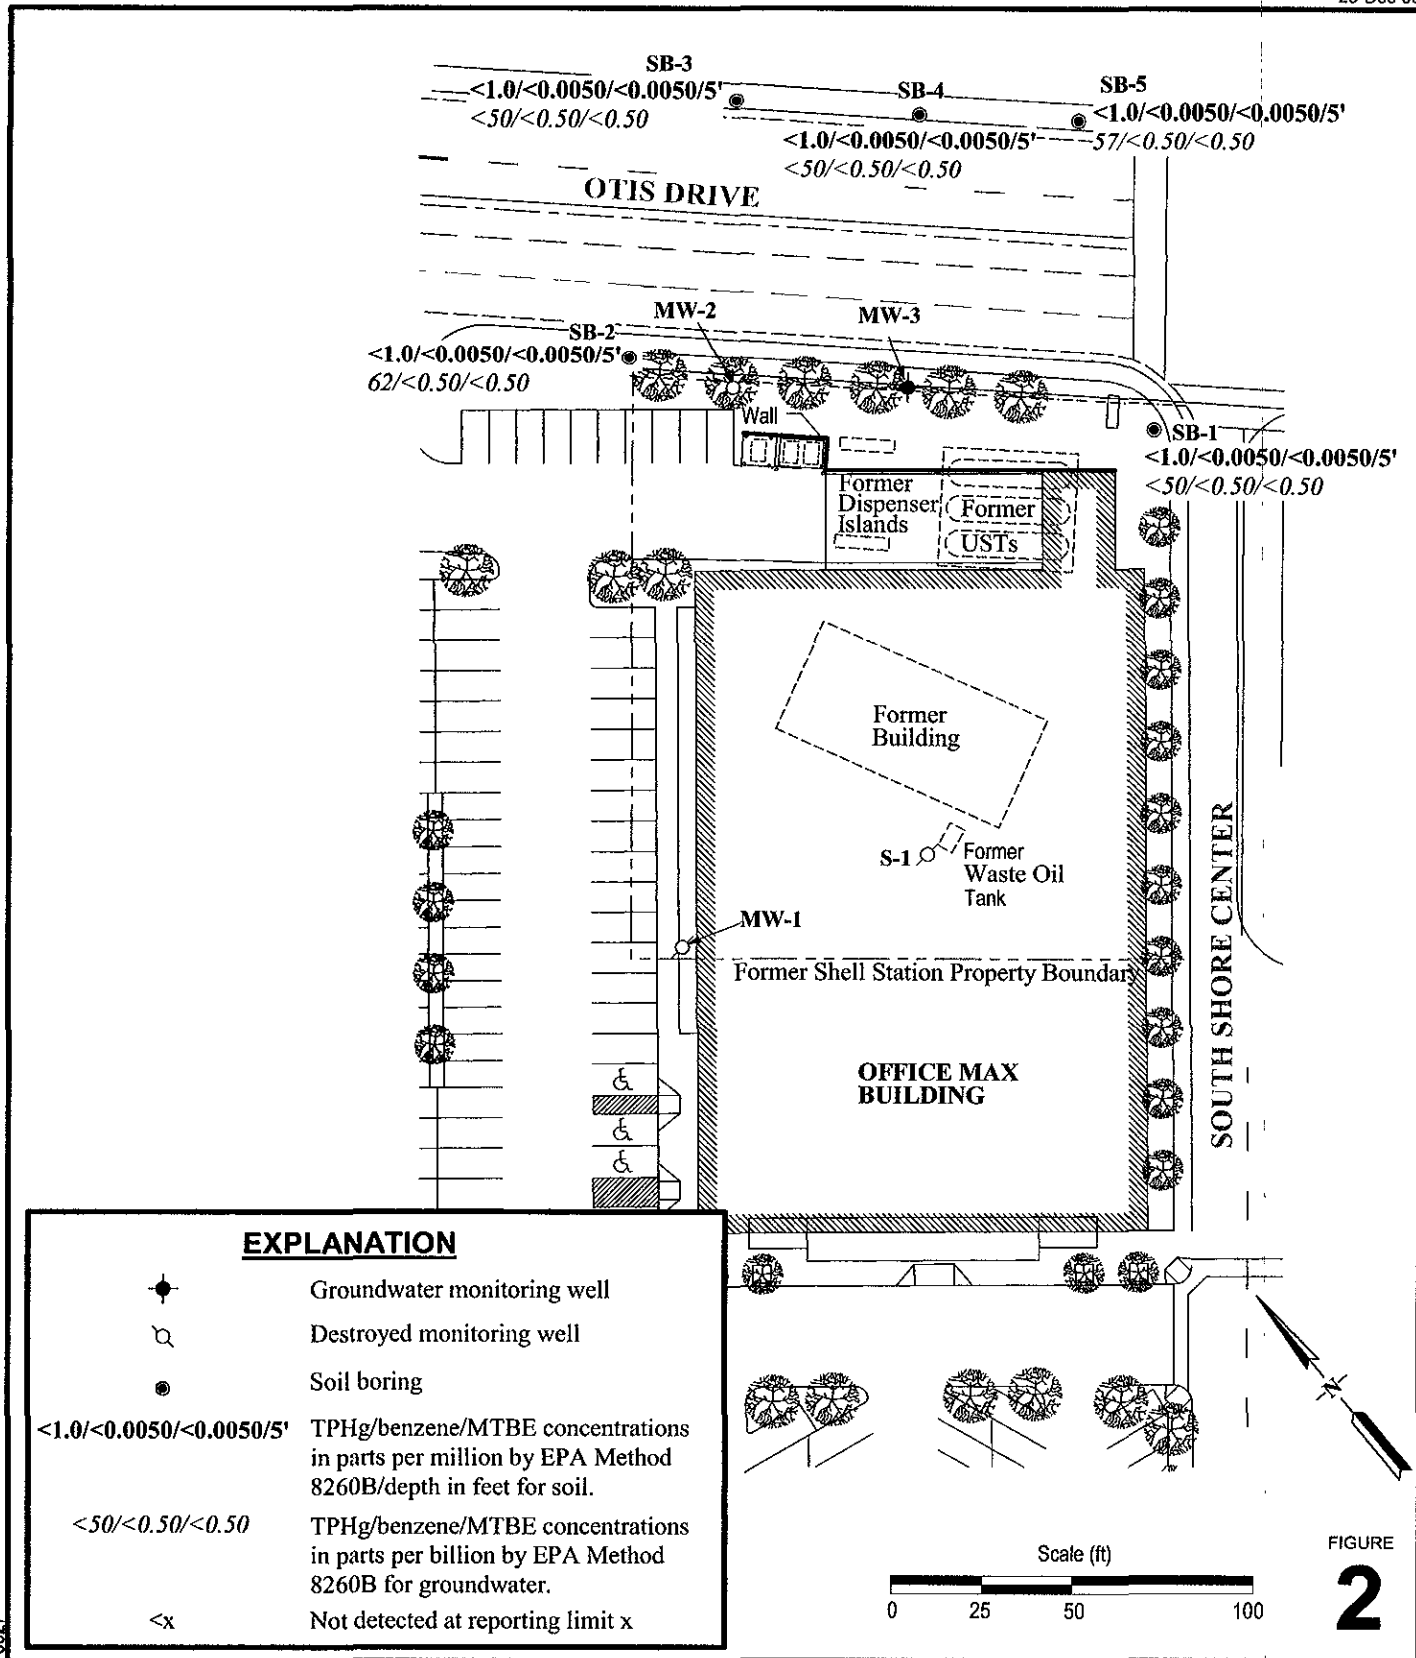 SB-3
<1.0/<0.0050/<0.0050/5'
<50/<0.50/<0.50
SB-4
<1.0/<0.0050/<0.0050/5'
<50/<0.50/<0.50
SB-5
<1.0/<0.0050/<0.0050/5'
57/<0.50/<0.50
OTIS DRIVE
MW-2
MW-3
SB-2
<1.0/<0.0050/<0.0050/5'
62/<0.50/<0.50
Wall
SB-1
<1.0/<0.0050/<0.0050/5'
<50/<0.50/<0.50
Former
Dispenser
Islands
Former
USTs
Former
Building
S-1
Former
Waste Oil
Tank
MW-1
Former Shell Station Property Boundary
SOUTH SHORE CENTER
OFFICE MAX
BUILDING
EXPLANATION
Groundwater monitoring well
Destroyed monitoring well
Soil boring
<1.0/<0.0050/<0.0050/5' TPHg/benzene/MTBE concentrations
in parts per million by EPA Method
8260B/depth in feet for soil.
<50/<0.50/<0.50 TPHg/benzene/MTBE concentrations
in parts per billion by EPA Method
8260B for groundwater.
<x Not detected at reporting limit x
N
Scale (ft)
0 25 50 100
FIGURE
2